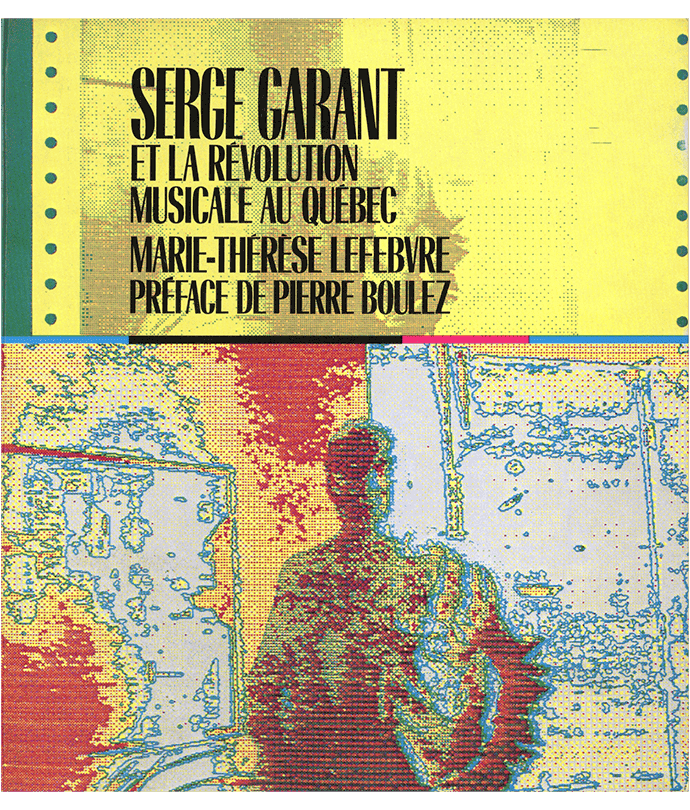 SERGE GARANT
ET LA RÉVOLUTION
MUSICALE AU QUÉBEC
MARIE-THÉRÈSE LEFEBVRE
PRÉFACE DE PIERRE BOULEZ